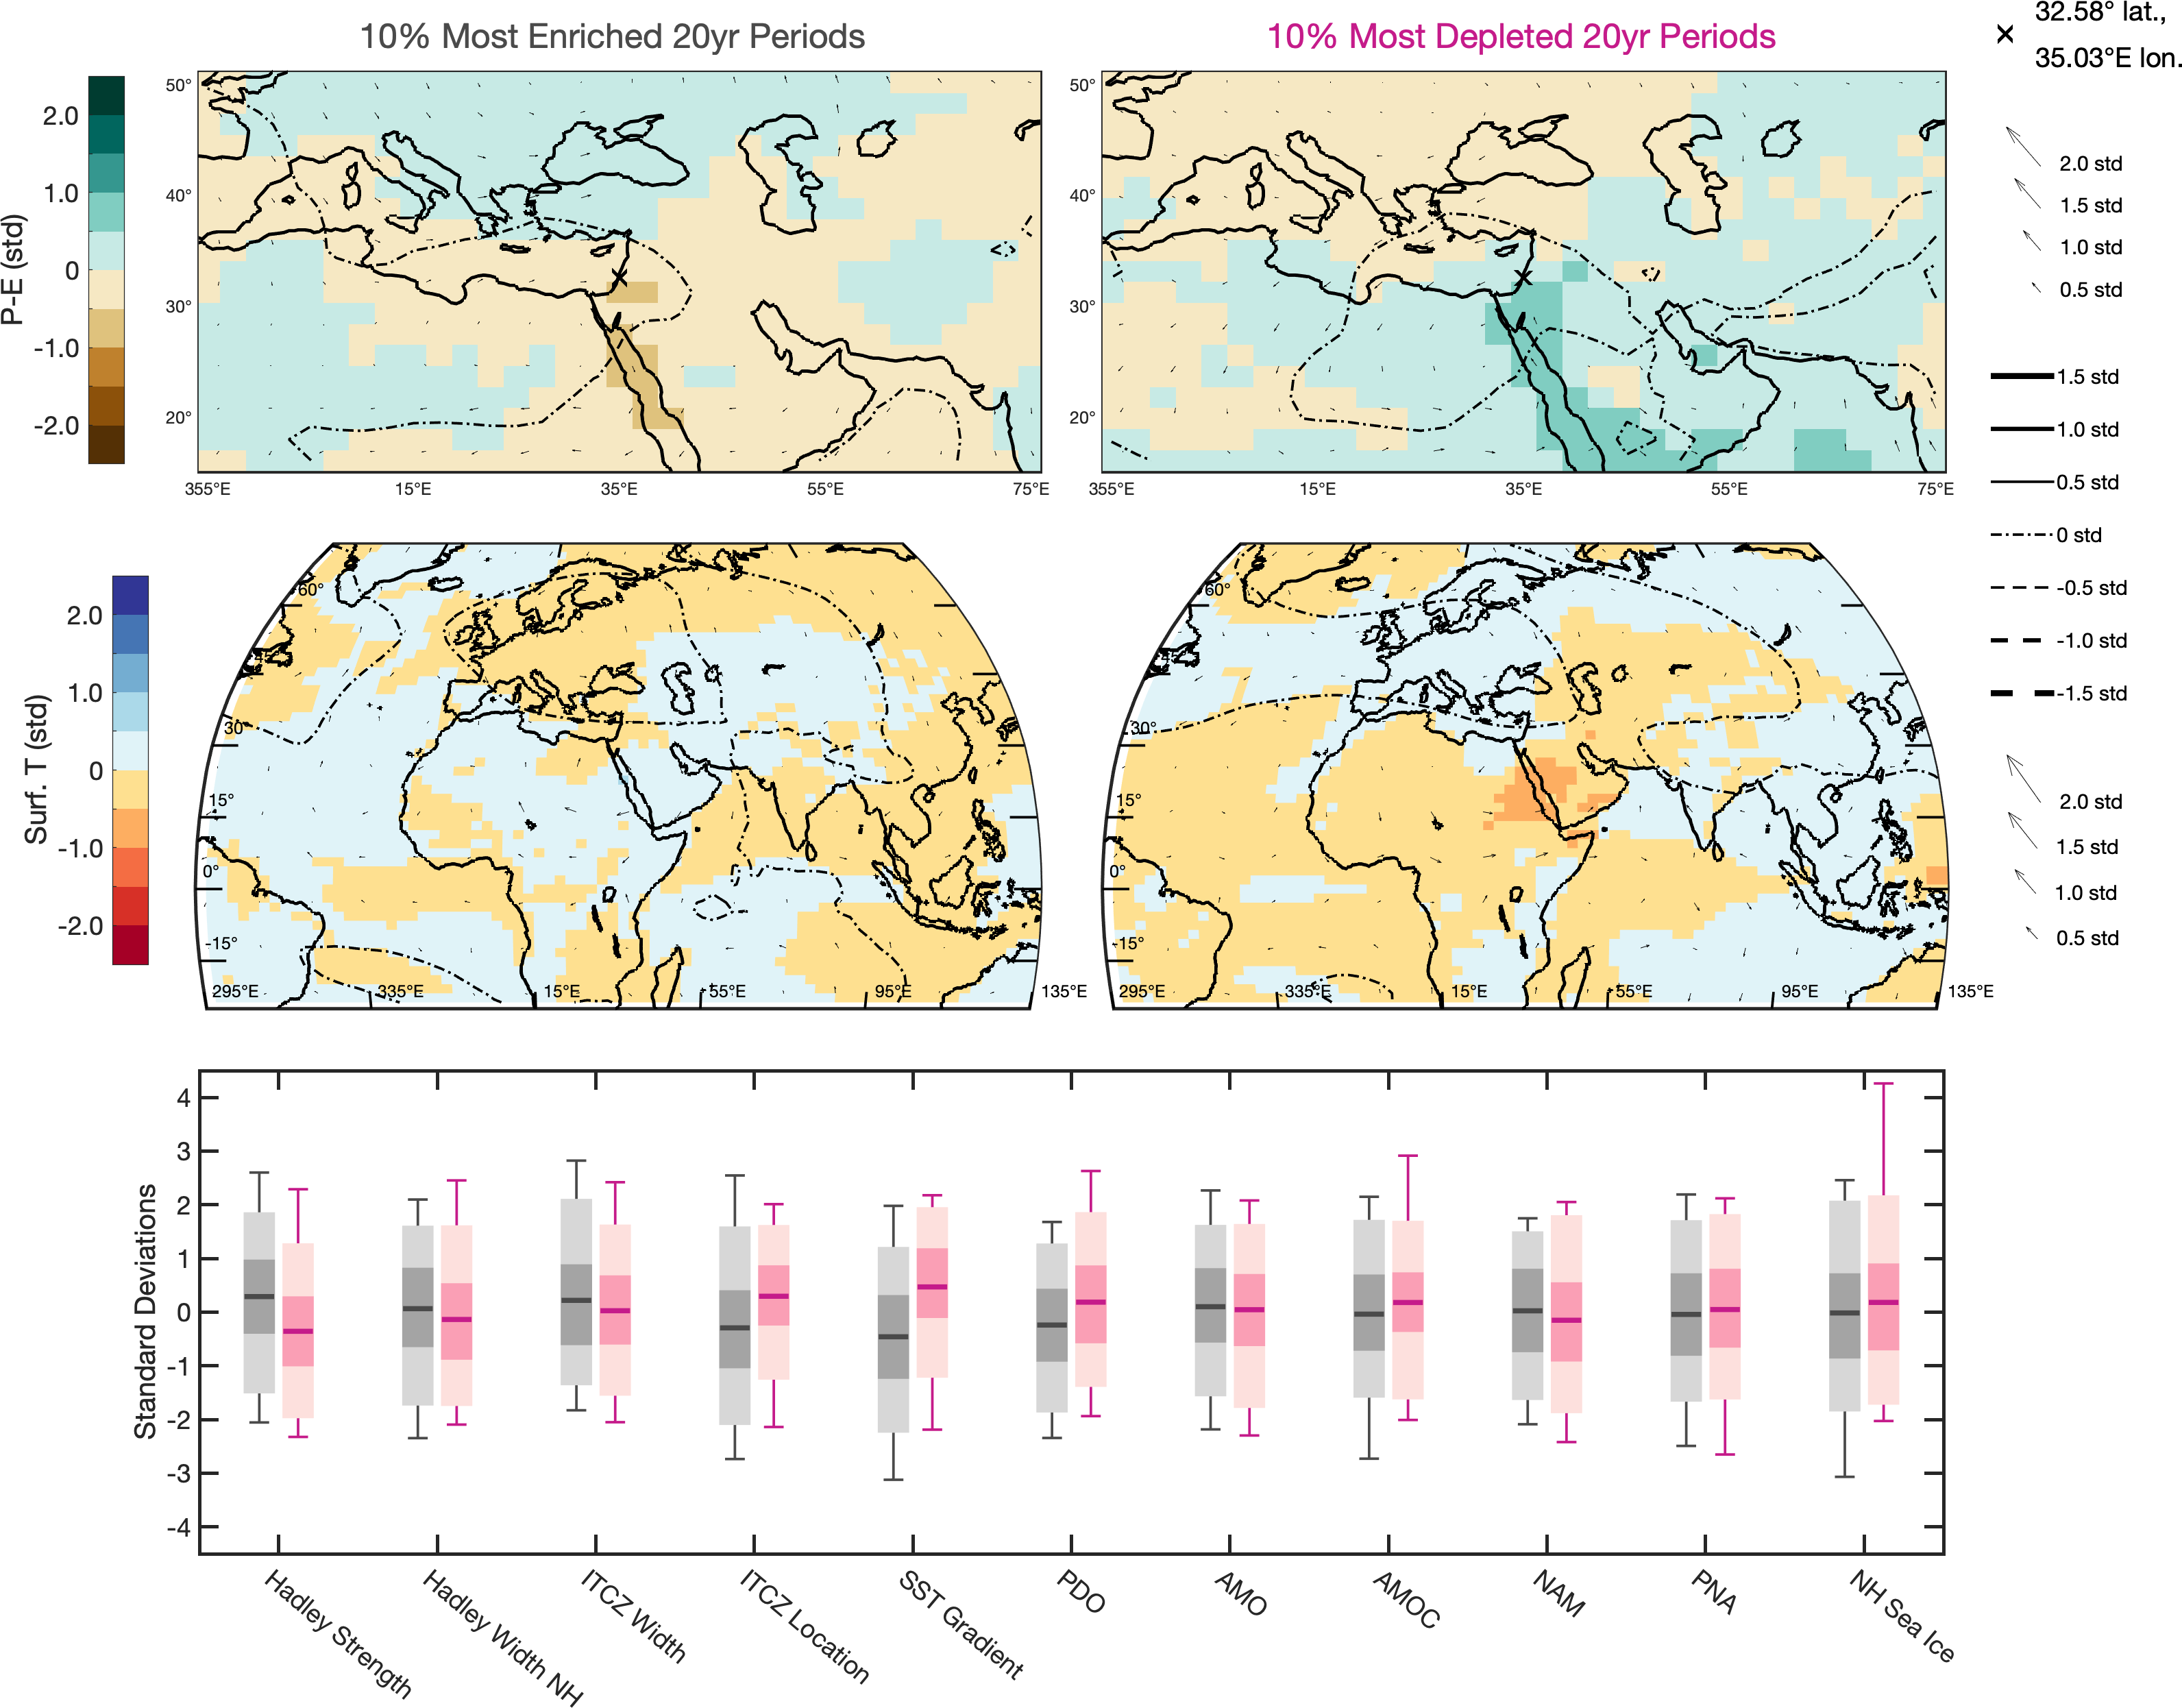 10% Most Enriched 20yr Periods
10% Most Depleted 20yr Periods
32.58° lat.,
35.03°E lon.
P-E (std)
2.0
1.0
0
-1.0
-2.0
50°
40°
30°
20°
355°E
15°E
35°E
55°E
75°E
50°
40°
30°
20°
355°E
15°E
35°E
55°E
75°E
2.0 std
1.5 std
1.0 std
0.5 std
1.5 std
1.0 std
0.5 std
0 std
-0.5 std
-1.0 std
-1.5 std
Surf. T (std)
2.0
1.0
0
-1.0
-2.0
60°
30°
15°
0°
-15°
295°E
335°E
15°E
55°E
95°E
135°E
60°
30°
15°
0°
-15°
295°E
335°E
15°E
55°E
95°E
135°E
2.0 std
1.5 std
1.0 std
0.5 std
Standard Deviations
4
3
2
1
0
-1
-2
-3
-4
Hadley Strength
Hadley Width NH
ITCZ Width
ITCZ Location
SST Gradient
PDO
AMO
AMOC
NAM
PNA
NH Sea Ice